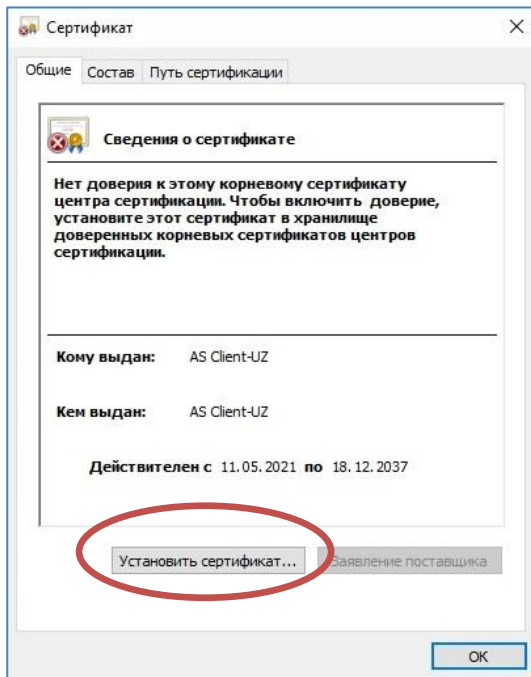 Сертификат
Общие Состав Путь сертификации
Сведения о сертификате
Нет доверия к этому корневому сертификату
центра сертификации. Чтобы включить доверие,
установите этот сертификат в хранилище
доверенных корневых сертификатов центров
сертификации.
Кому выдан: AS Client-UZ
Кем выдан: AS Client-UZ
Действителен с 11.05.2021 по 18.12.2037
Установить сертификат... Заявление поставщика
ОК